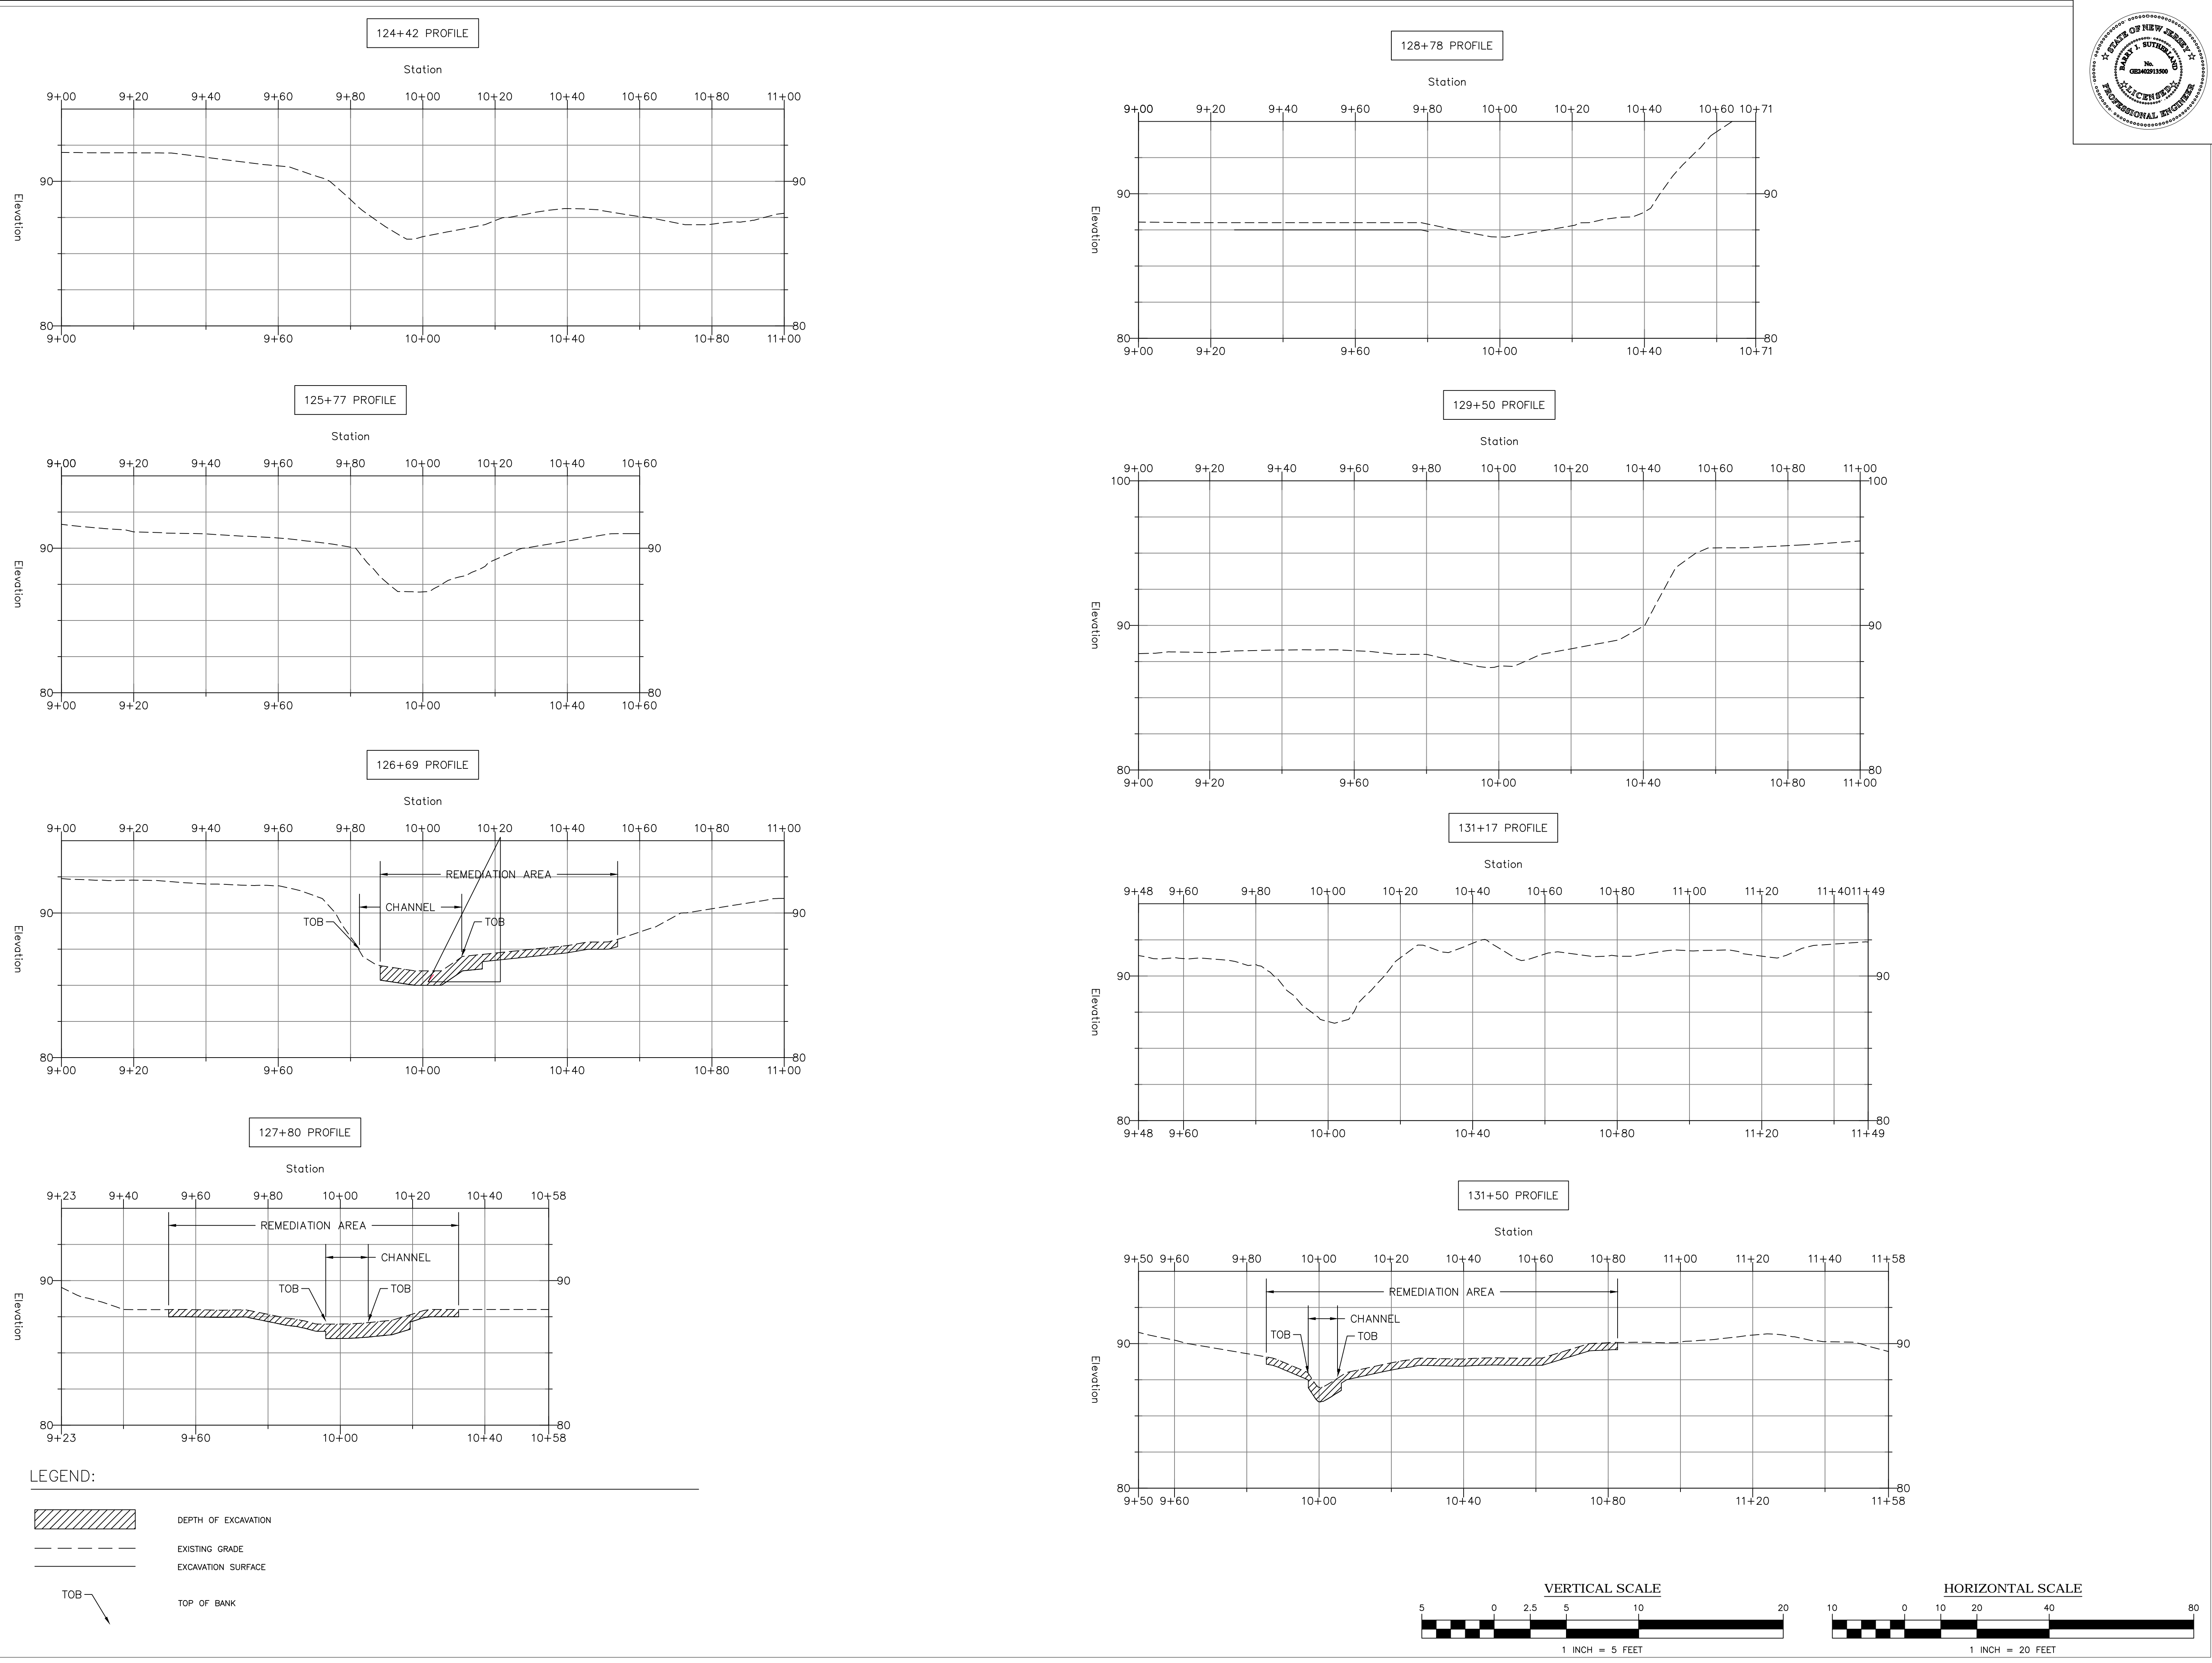 124+42 PROFILE
Station
9+00 9+20 9+40 9+60 9+80 10+00 10+20 10+40 10+60 10+80 11+00
90 90
Elevation
80 80
9+00 9+60 10+00 10+40 10+80 11+00
125+77 PROFILE
Station
9+00 9+20 9+40 9+60 9+80 10+00 10+20 10+40 10+60
90 90
Elevation
80 80
9+00 9+20 9+60 10+00 10+40 10+60
126+69 PROFILE
Station
9+00 9+20 9+40 9+60 9+80 10+00 10+20 10+40 10+60 10+80 11+00
REMEDIATION AREA
CHANNEL
90 90
TOB TOB
Elevation
80 80
9+00 9+20 9+60 10+00 10+40 10+80 11+00
127+80 PROFILE
Station
9+23 9+40 9+60 9+80 10+00 10+20 10+40 10+58
REMEDIATION AREA
CHANNEL
90 90
TOB TOB
Elevation
80 80
9+23 9+60 10+00 10+40 10+58
LEGEND:
DEPTH OF EXCAVATION
EXISTING GRADE
EXCAVATION SURFACE
TOB
TOP OF BANK
128+78 PROFILE
Station
9+00 9+20 9+40 9+60 9+80 10+00 10+20 10+40 10+60 10+71
90 90
Elevation
80 80
9+00 9+20 9+60 10+00 10+40 10+71
129+50 PROFILE
Station
9+00 9+20 9+40 9+60 9+80 10+00 10+20 10+40 10+60 10+80 11+00
100 100
90 90
Elevation
80 80
9+00 9+20 9+60 10+00 10+40 10+80 11+00
131+17 PROFILE
Station
9+48 9+60 9+80 10+00 10+20 10+40 10+60 10+80 11+00 11+20 11+40 11+49
90 90
Elevation
80 80
9+48 9+60 10+00 10+40 10+80 11+20 11+49
131+50 PROFILE
Station
9+50 9+60 9+80 10+00 10+20 10+40 10+60 10+80 11+00 11+20 11+40 11+58
REMEDIATION AREA
CHANNEL
TOB TOB
90 90
Elevation
80 80
9+50 9+60 10+00 10+40 10+80 11+20 11+58
VERTICAL SCALE
5 0 2.5 5 10 20
1 INCH = 5 FEET
HORIZONTAL SCALE
10 0 10 20 40 80
1 INCH = 20 FEET
STATE OF NEW JERSEY
BARRY J. SUTHERLAND
No.
GE2402913500
LICENSED
PROFESSIONAL ENGINEER